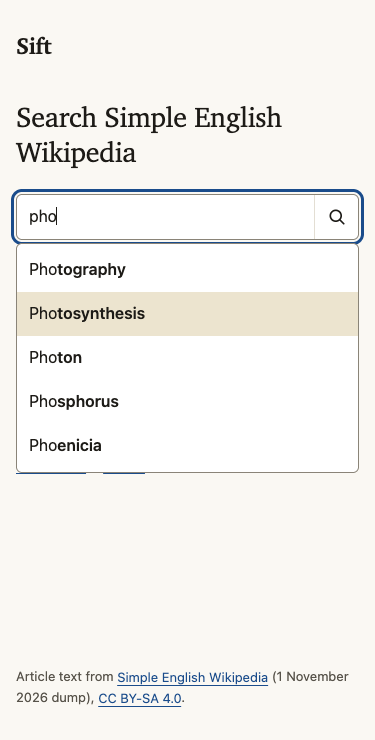 Sift
Search Simple English
Wikipedia
pho
Photography
Photosynthesis
Photon
Phosphorus
Phoenicia
Article text from Simple English Wikipedia (1 November
2026 dump), CC BY-SA 4.0.